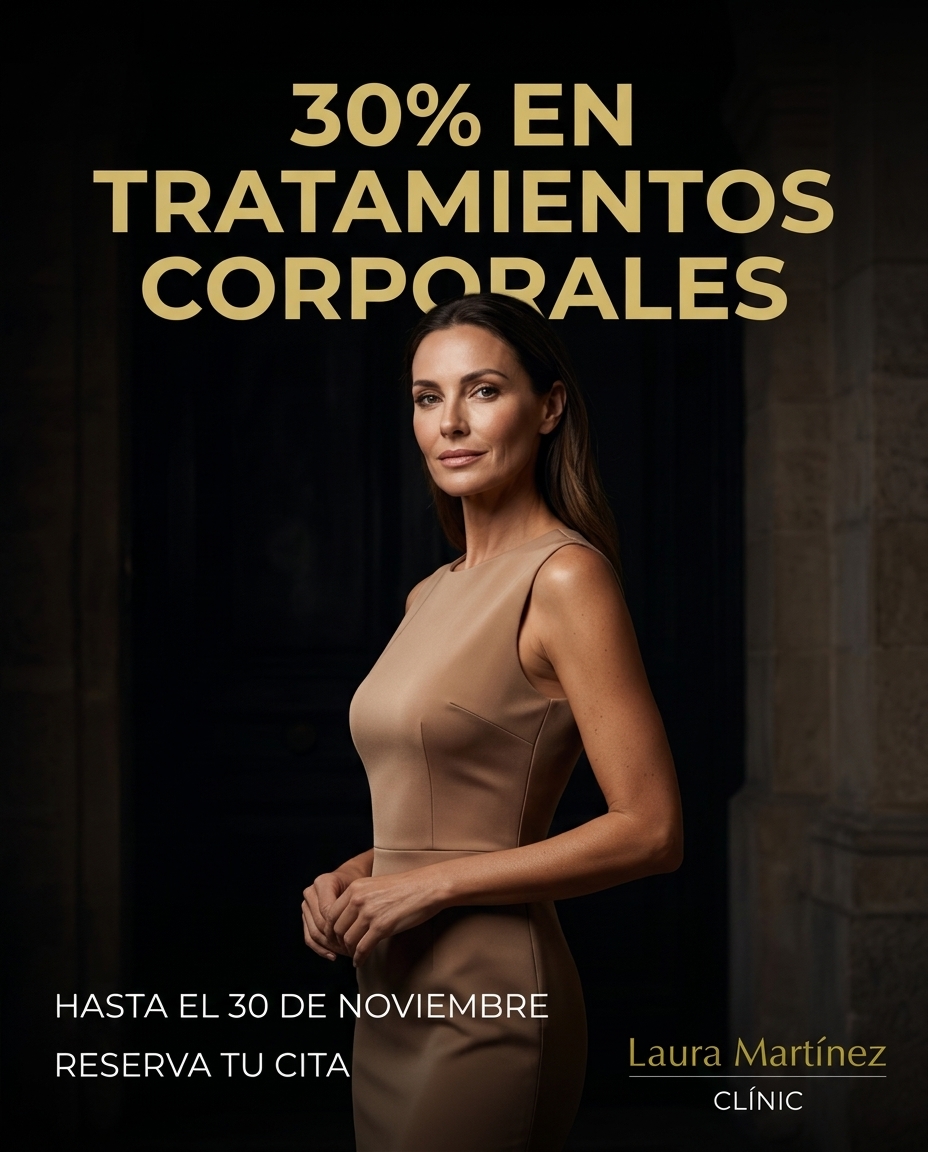 30% EN
TRATAMIENTOS
CORPORALES
HASTA EL 30 DE NOVIEMBRE
RESERVA TU CITA
Laura Martínez
CLÍNIC